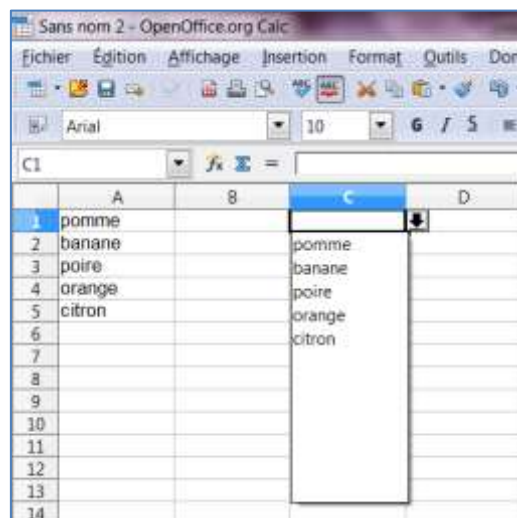 Sans nom 2 - OpenOffice.org Calc
Fichier Édition Affichage Insertion Format Outils Don
Arial 10 G I S
C1 =
A B C D
1 pomme
2 banane pomme
3 poire banane
4 orange poire
5 citron orange
6 citron
7
8
9
10
11
12
13
14